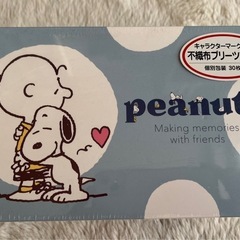 キャラクターマーク
不織布プリーツ
個別包装 30枚
peanut
Making memories
with friends